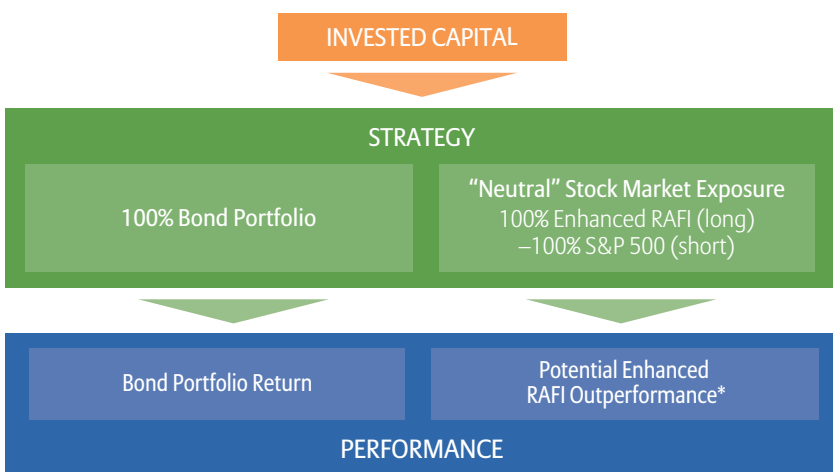 INVESTED CAPITAL
STRATEGY
100% Bond Portfolio
“Neutral” Stock Market Exposure
100% Enhanced RAFI (long)
–100% S&P 500 (short)
Bond Portfolio Return
Potential Enhanced
RAFI Outperformance*
PERFORMANCE